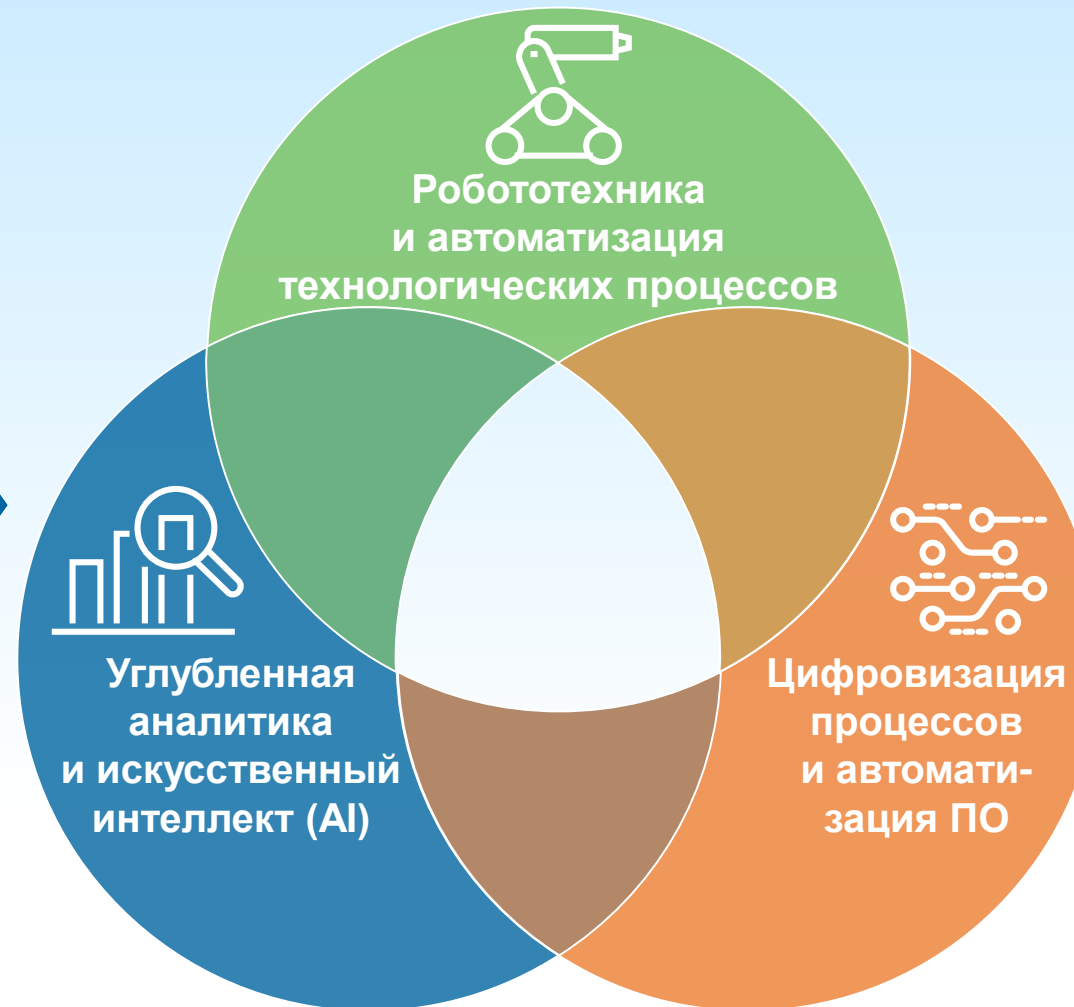 Робототехника
и автоматизация
технологических процессов
Углубленная
аналитика
и искусственный
интеллект (AI)
Цифровизация
процессов
и автомати-
зация ПО